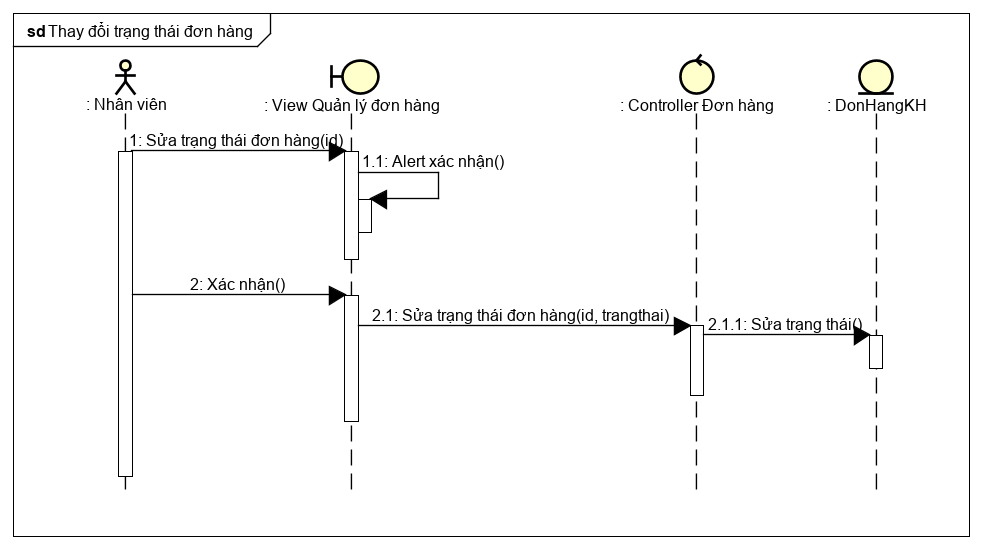 sd Thay đổi trạng thái đơn hàng
: Nhân viên
: View Quản lý đơn hàng
: Controller Đơn hàng
: DonHangKH
1: Sửa trạng thái đơn hàng(id)
1.1: Alert xác nhận()
2: Xác nhận()
2.1: Sửa trạng thái đơn hàng(id, trangthai)
2.1.1: Sửa trạng thái()